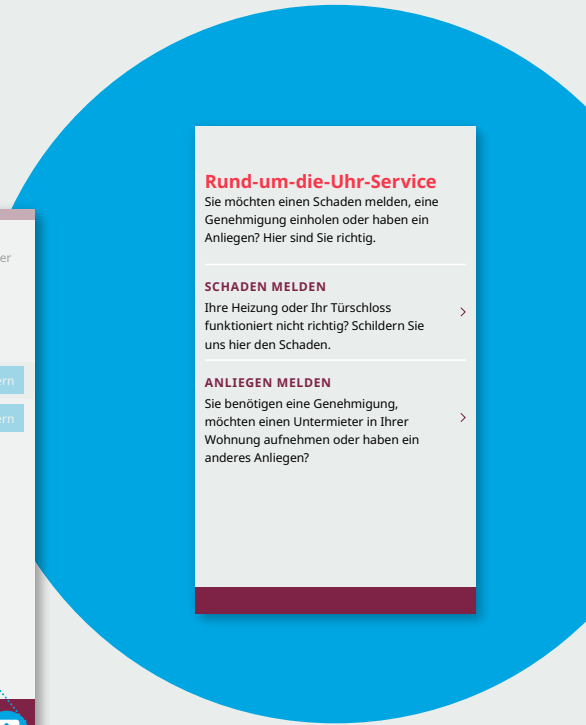 Rund-um-die-Uhr-Service
Sie möchten einen Schaden melden, eine
Genehmigung einholen oder haben ein
Anliegen? Hier sind Sie richtig.
SCHADEN MELDEN
Ihre Heizung oder Ihr Türschloss
funktioniert nicht richtig? Schildern Sie
uns hier den Schaden.
ANLIEGEN MELDEN
Sie benötigen eine Genehmigung,
möchten einen Untermieter in Ihrer
Wohnung aufnehmen oder haben ein
anderes Anliegen?